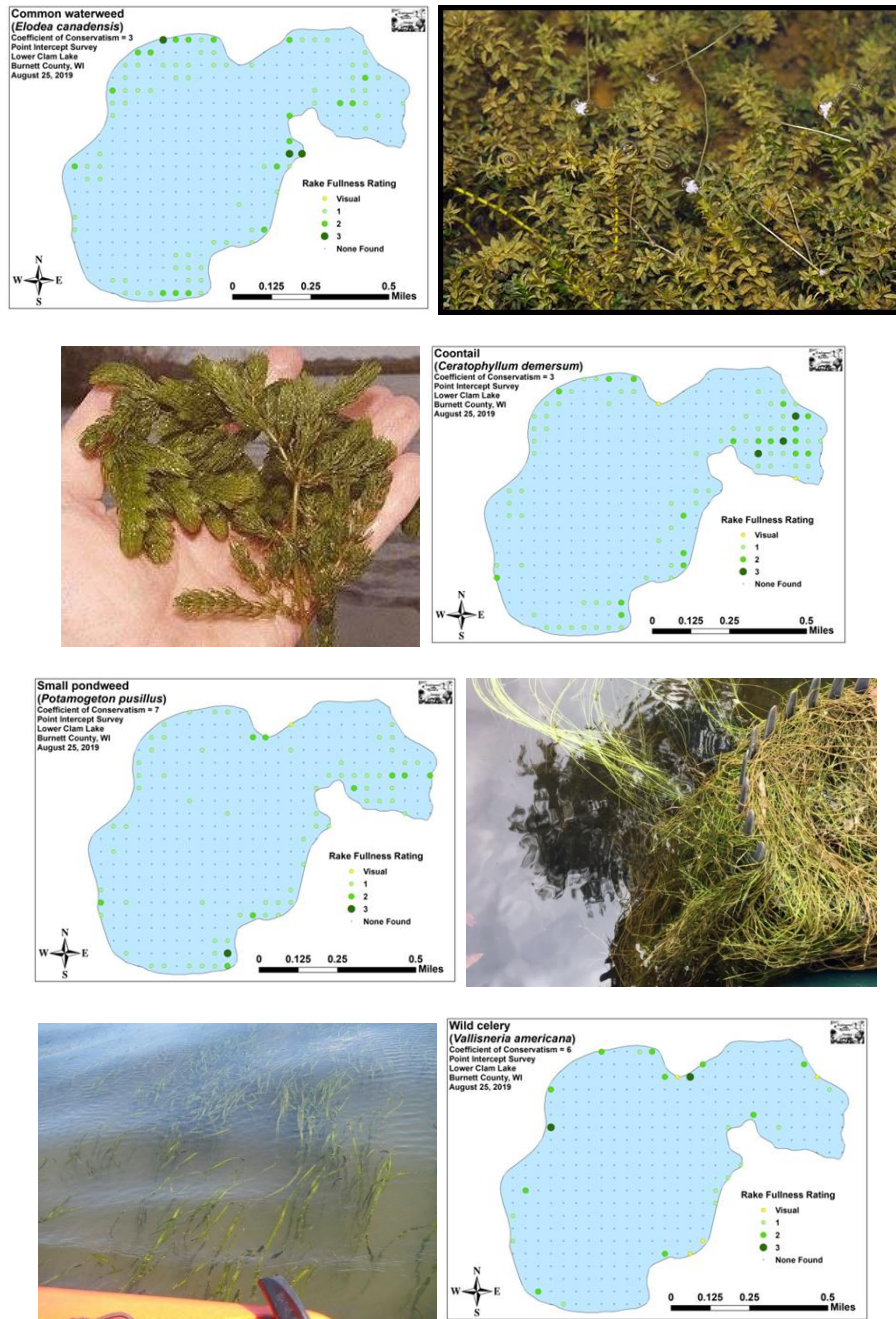 Common waterweed
(Elodea canadensis)
Coefficient of Conservatism = 3
Point Intercept Survey
Lower Clam Lake
Burnett County, WI
August 25, 2019
Rake Fullness Rating
Visual
1
2
3
None Found
N
W E
S
0 0.125 0.25 0.5
Miles
Coontail
(Ceratophyllum demersum)
Coefficient of Conservatism = 3
Point Intercept Survey
Lower Clam Lake
Burnett County, WI
August 25, 2019
Rake Fullness Rating
Visual
1
2
3
None Found
N
W E
S
0 0.125 0.25 0.5
Miles
Small pondweed
(Potamogeton pusillus)
Coefficient of Conservatism = 7
Point Intercept Survey
Lower Clam Lake
Burnett County, WI
August 25, 2019
Rake Fullness Rating
Visual
1
2
3
None Found
N
W E
S
0 0.125 0.25 0.5
Miles
Wild celery
(Vallisneria americana)
Coefficient of Conservatism = 6
Point Intercept Survey
Lower Clam Lake
Burnett County, WI
August 25, 2019
Rake Fullness Rating
Visual
1
2
3
None Found
N
W E
S
0 0.125 0.25 0.5
Miles